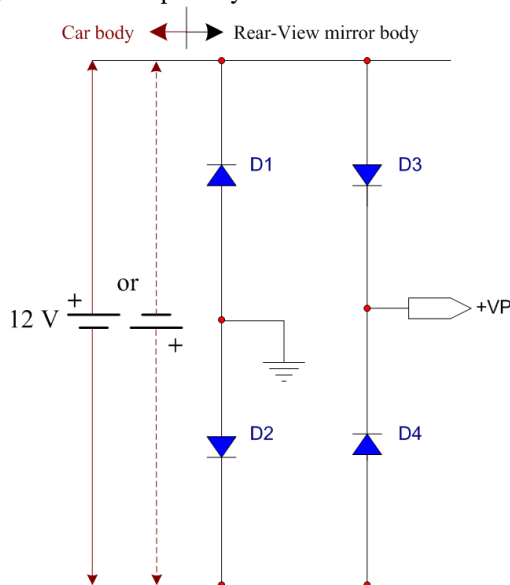 Car body
Rear-View mirror body
D1
D3
or
+
12 V
+
+VP
D2
D4